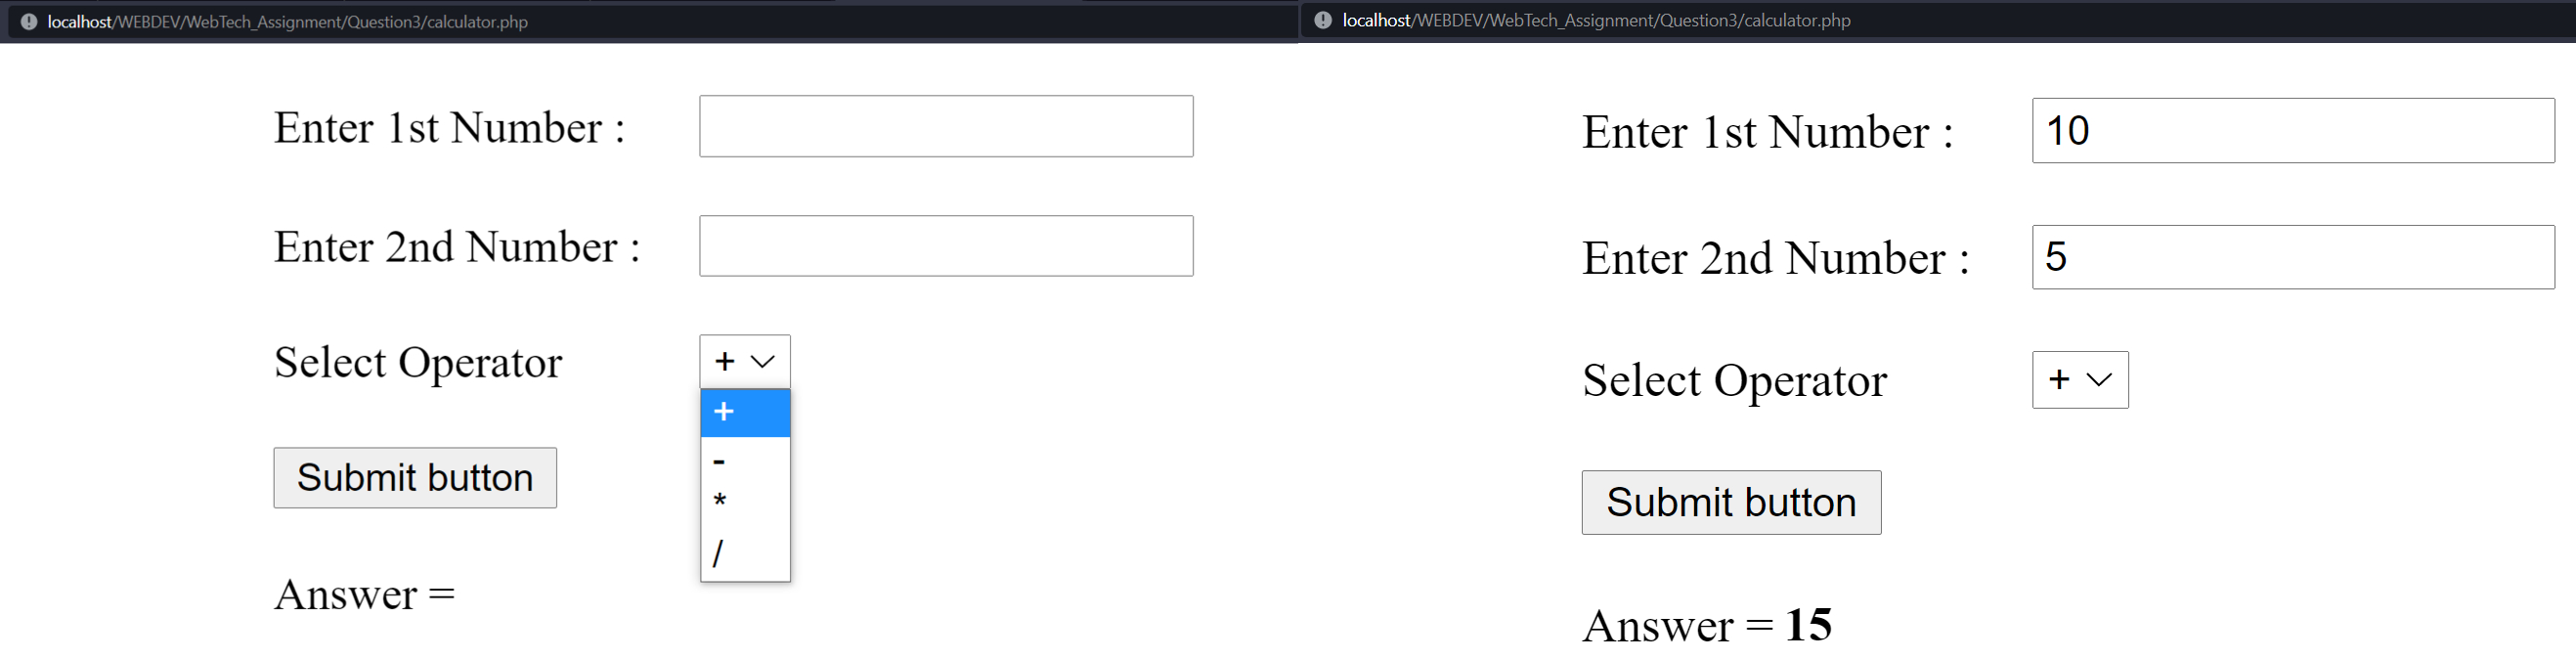 localhost/WEBDEV/WebTech_Assignment/Question3/calculator.php
Enter 1st Number :
Enter 2nd Number :
Select Operator
+
+
-
*
/
Submit button
Answer =
localhost/WEBDEV/WebTech_Assignment/Question3/calculator.php
Enter 1st Number : 10
Enter 2nd Number : 5
Select Operator +
Submit button
Answer = 15